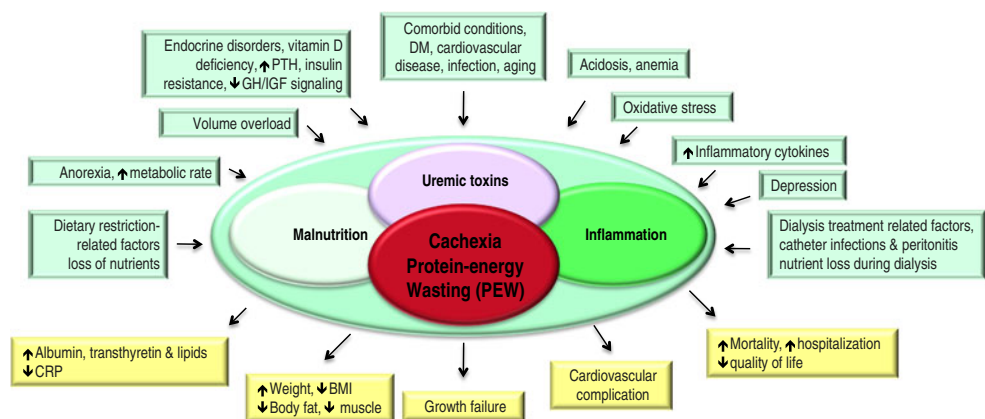 Endocrine disorders, vitamin D
deficiency, ↑ PTH, insulin
resistance, ↓ GH/IGF signaling
Comorbid conditions,
DM, cardiovascular
disease, infection, aging
Acidosis, anemia
Oxidative stress
Volume overload
↑ Inflammatory cytokines
Anorexia, ↑ metabolic rate
Depression
Dietary restriction-
related factors
loss of nutrients
Dialysis treatment related factors,
catheter infections & peritonitis
nutrient loss during dialysis
Uremic toxins
Malnutrition
Inflammation
Cachexia
Protein-energy
Wasting (PEW)
↑ Albumin, transthyretin & lipids
↓ CRP
↑ Weight, ↓ BMI
↓ Body fat, ↓ muscle
Growth failure
Cardiovascular
complication
↑ Mortality, ↑ hospitalization
↓ quality of life